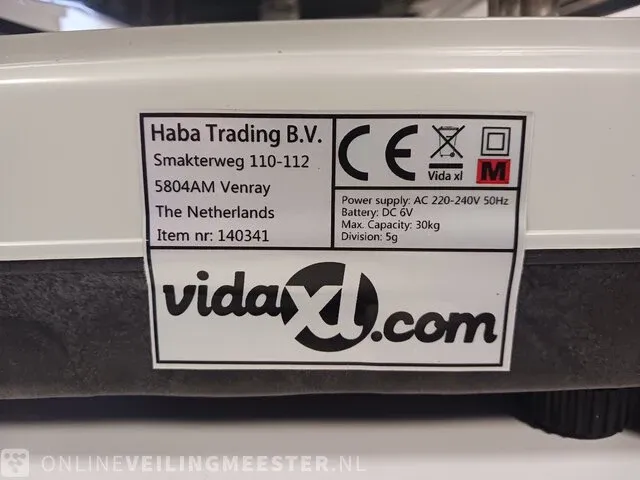 Haba Trading B.V.
Smakterweg 110-112
5804AM Venray
The Netherlands
Item nr: 140341
CE
Vida xl
M
Power supply: AC 220-240V 50Hz
Battery: DC 6V
Max. Capacity: 30kg
Division: 5g
vidaxl.com
ONLINEVEILINGMEESTER.NL